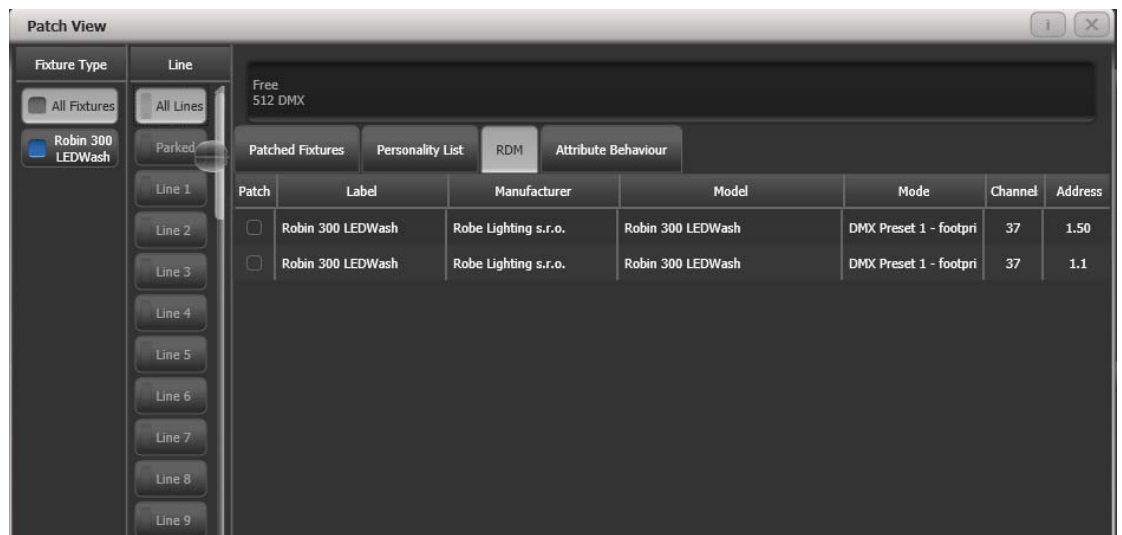 Patch View
i
Fixture Type
Line
All Fixtures
Robin 300
LEDWash
All Lines
Parked
Line 1
Line 2
Line 3
Line 4
Line 5
Line 6
Line 7
Line 8
Line 9
Free
512 DMX
Patched Fixtures Personality List RDM Attribute Behaviour
Patch Label Manufacturer Model Mode Channel Address
Robin 300 LEDWash Robe Lighting s.r.o. Robin 300 LEDWash DMX Preset 1 - footpri 37 1.50
Robin 300 LEDWash Robe Lighting s.r.o. Robin 300 LEDWash DMX Preset 1 - footpri 37 1.1